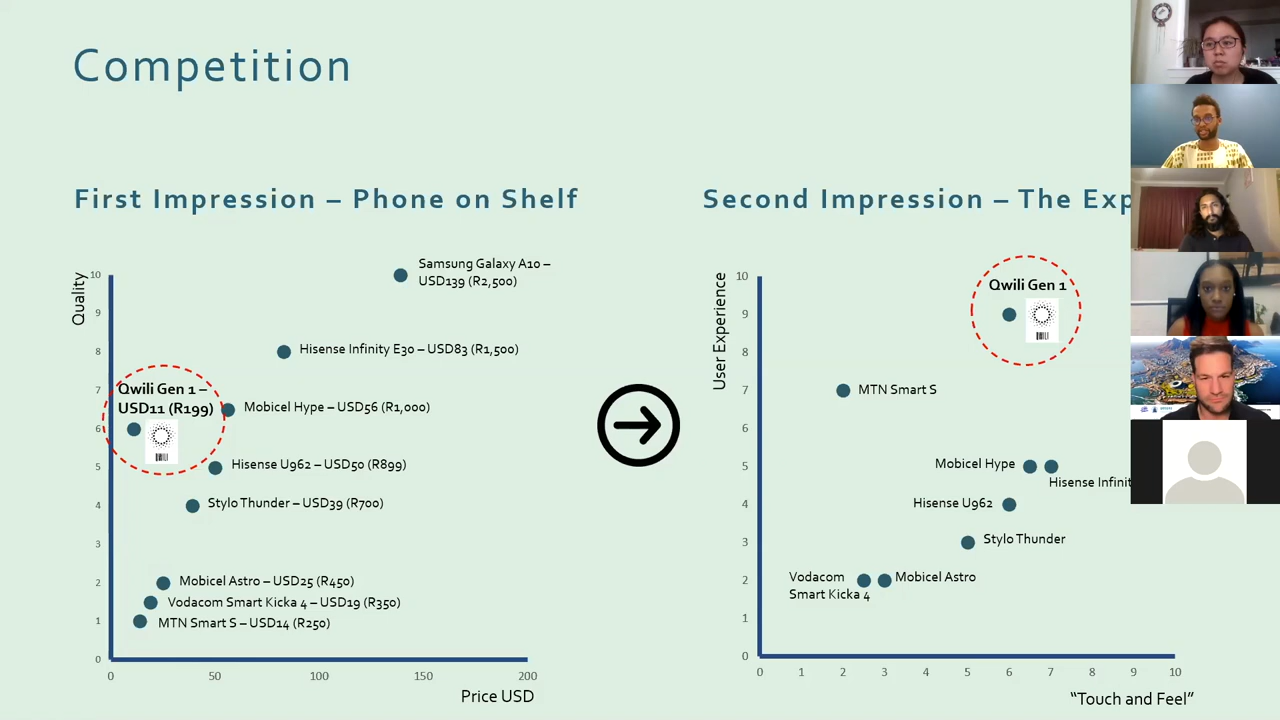 Competition
First Impression – Phone on Shelf
Quality
10
9
8
7
6
5
4
3
2
1
0
0
50
100
150
200
Price USD
Samsung Galaxy A10 –
USD139 (R2,500)
Hisense Infinity E30 – USD83 (R1,500)
Qwili Gen 1 –
USD11 (R199)
Mobicel Hype – USD56 (R1,000)
Hisense U962 – USD50 (R899)
Stylo Thunder – USD39 (R700)
Mobicel Astro – USD25 (R450)
Vodacom Smart Kicka 4 – USD19 (R350)
MTN Smart S – USD14 (R250)
Second Impression – The Exp
User Experience
10
9
8
7
6
5
4
3
2
1
0
0
1
2
3
4
5
6
7
8
9
10
“Touch and Feel”
Qwili Gen 1
MTN Smart S
Mobicel Hype
Hisense Infinit
Hisense U962
Stylo Thunder
Vodacom
Smart Kicka 4
Mobicel Astro